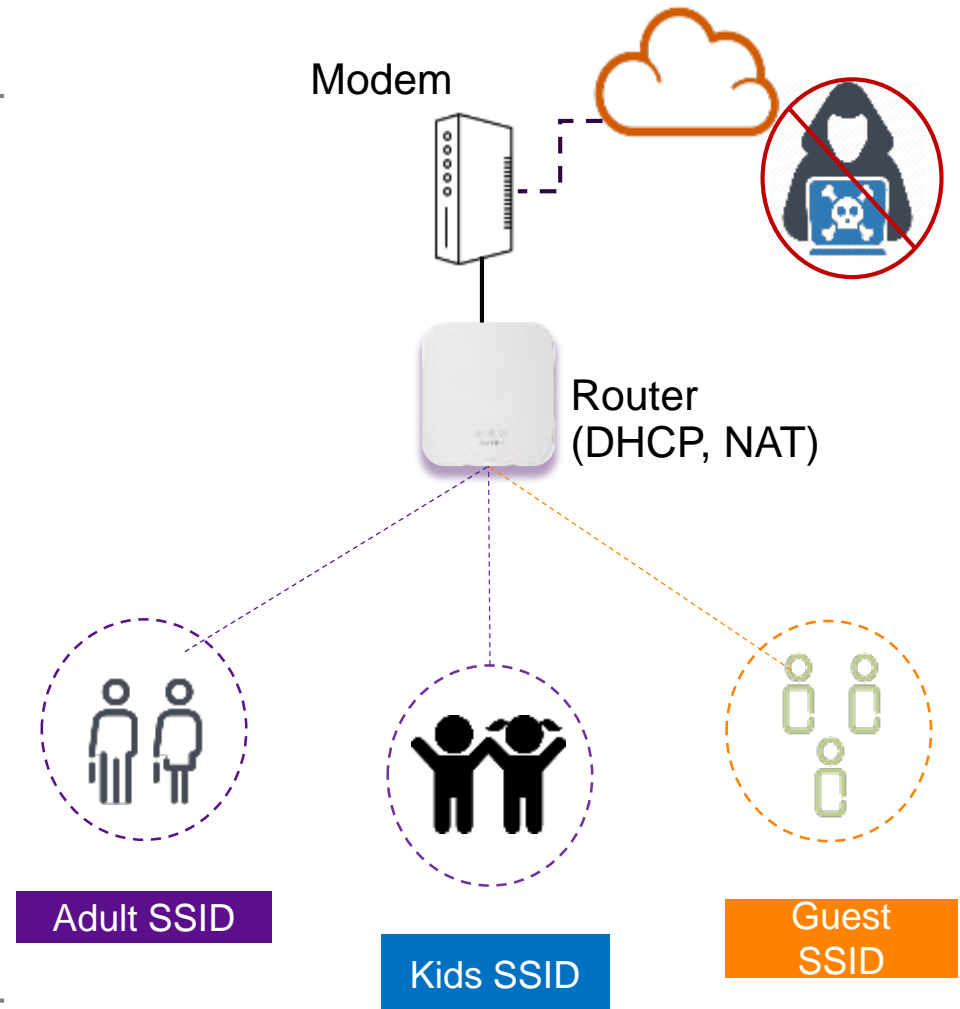 Modem
Router
(DHCP, NAT)
Adult SSID
Kids SSID
Guest
SSID